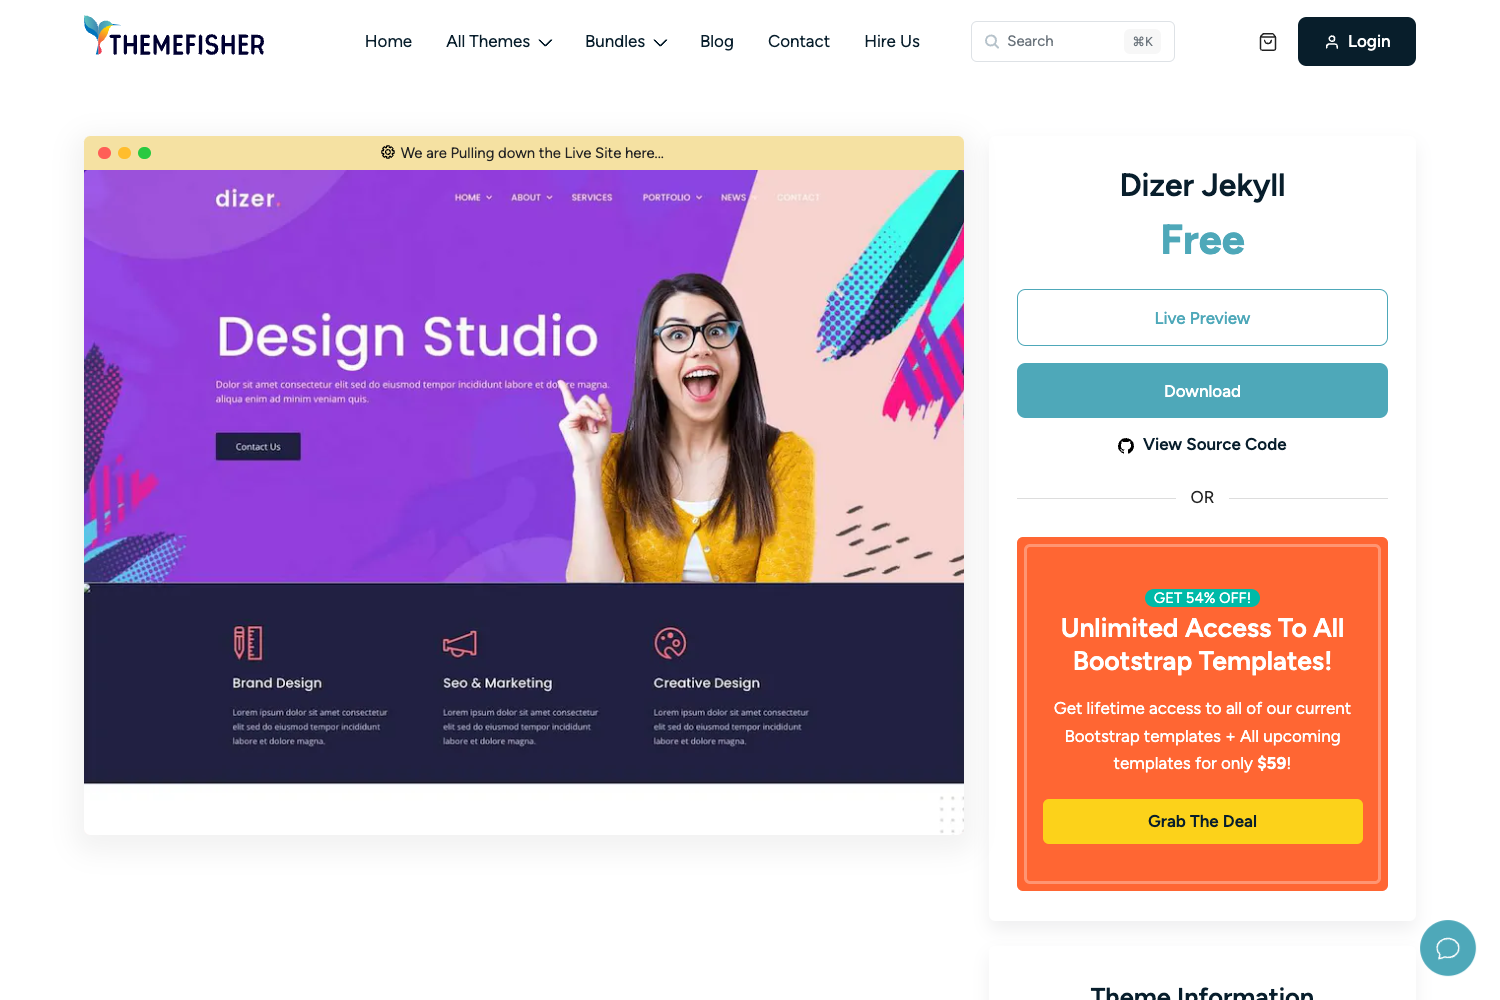 THEMEFISHER
Home
All Themes
Bundles
Blog
Contact
Hire Us
Search
⌘K
Login
We are Pulling down the Live Site here...
dizer.
HOME
ABOUT
SERVICES
PORTFOLIO
NEWS
CONTACT
Design Studio
Dolor sit amet consectetur elit sed do eiusmod tempor incididunt labore et dolore magna.
aliqua enim ad minim veniam quis.
Contact Us
Brand Design
Lorem ipsum dolor sit amet consectetur
elit sed do eiusmod tempor incididunt
labore et dolore magna.
Seo & Marketing
Lorem ipsum dolor sit amet consectetur
elit sed do eiusmod tempor incididunt
labore et dolore magna.
Creative Design
Lorem ipsum dolor sit amet consectetur
elit sed do eiusmod tempor incididunt
labore et dolore magna.
Dizer Jekyll
Free
Live Preview
Download
View Source Code
OR
GET 54% OFF!
Unlimited Access To All
Bootstrap Templates!
Get lifetime access to all of our current
Bootstrap templates + All upcoming
templates for only $59!
Grab The Deal
Theme Information